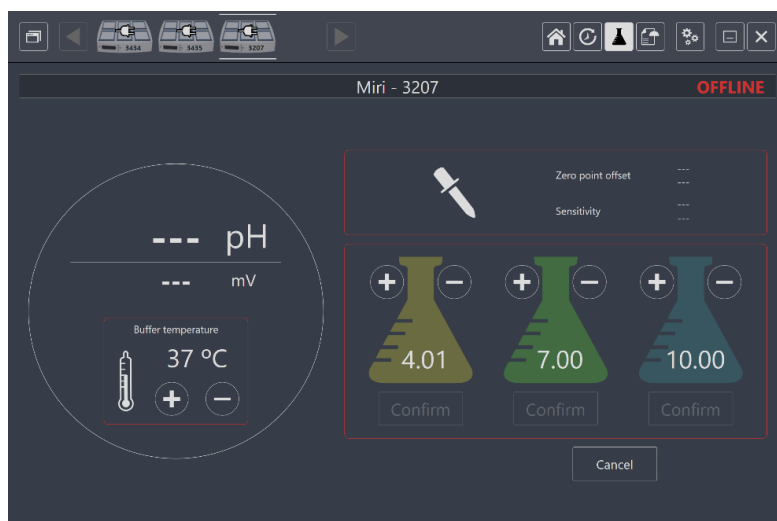 3434 3435 3207
Miri - 3207 OFFLINE
--- pH
--- mV
Buffer temperature
37 ºC
Zero point offset ---
---
Sensitivity ---
---
4.01 7.00 10.00
Confirm Confirm Confirm
Cancel